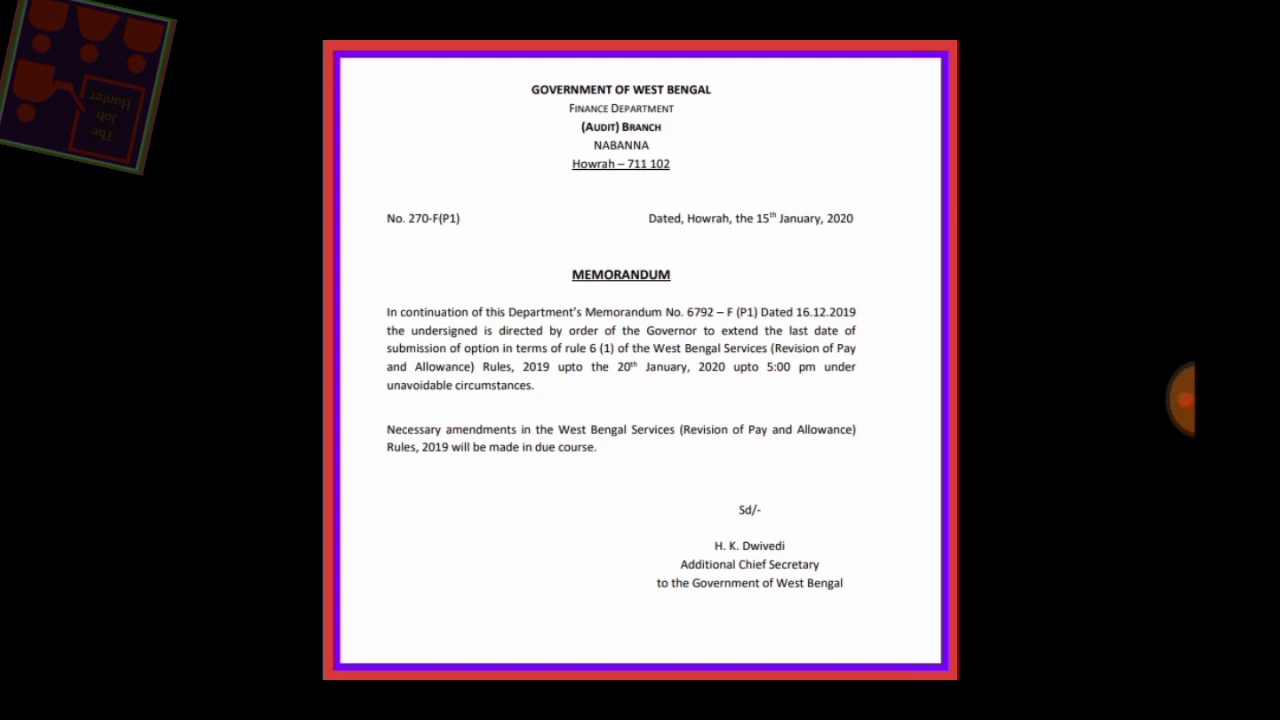 GOVERNMENT OF WEST BENGAL
FINANCE DEPARTMENT
(AUDIT) BRANCH
NABANNA
Howrah – 711 102
No. 270-F(P1) Dated, Howrah, the 15th January, 2020
MEMORANDUM
In continuation of this Department's Memorandum No. 6792 – F (P1) Dated 16.12.2019
the undersigned is directed by order of the Governor to extend the last date of
submission of option in terms of rule 6 (1) of the West Bengal Services (Revision of Pay
and Allowance) Rules, 2019 upto the 20th January, 2020 upto 5:00 pm under
unavoidable circumstances.
Necessary amendments in the West Bengal Services (Revision of Pay and Allowance)
Rules, 2019 will be made in due course.
Sd/-
H. K. Dwivedi
Additional Chief Secretary
to the Government of West Bengal
The
Job
Hunter